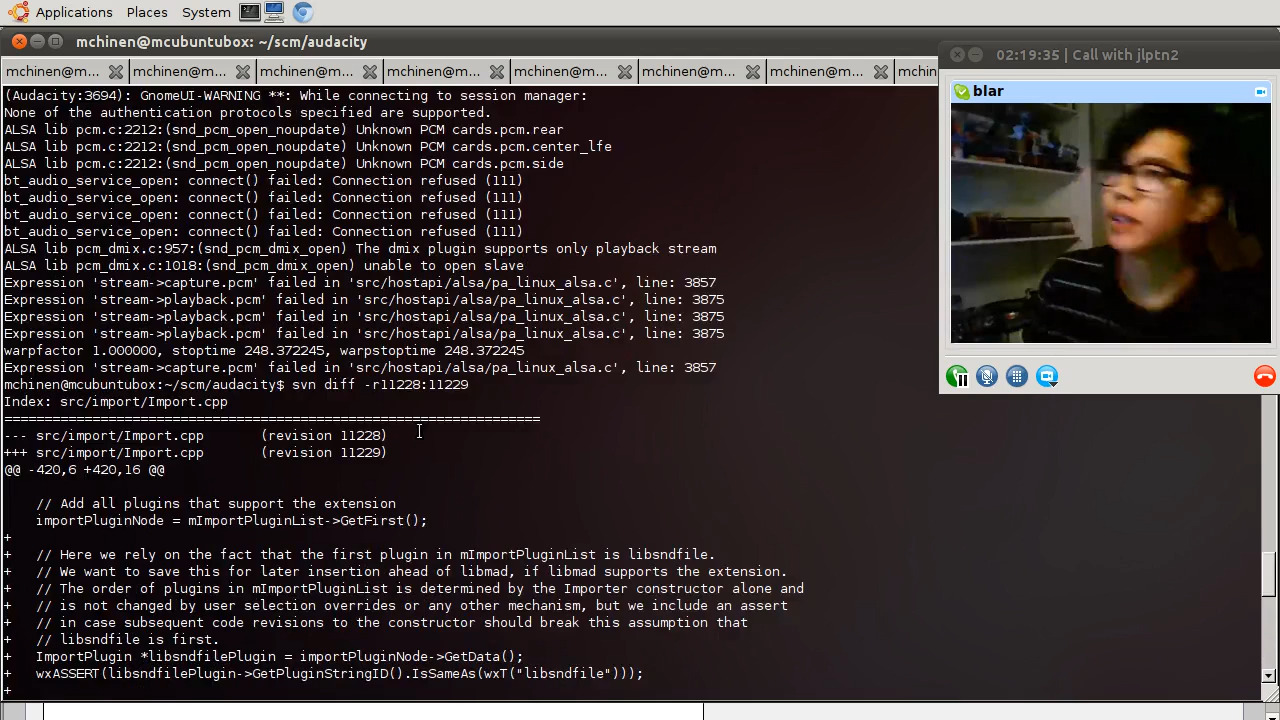 Applications Places System
mchinen@mcubuntubox: ~/scm/audacity
mchinen@m... mchinen@m... mchinen@m... mchinen@m... mchinen@m... mchinen@m... mchinen@m... mchinen
02:19:35 | Call with jlptn2
blar
(Audacity:3694): GnomeUI-WARNING **: While connecting to session manager:
None of the authentication protocols specified are supported.
ALSA lib pcm.c:2212:(snd_pcm_open_noupdate) Unknown PCM cards.pcm.rear
ALSA lib pcm.c:2212:(snd_pcm_open_noupdate) Unknown PCM cards.pcm.center_lfe
ALSA lib pcm.c:2212:(snd_pcm_open_noupdate) Unknown PCM cards.pcm.side
bt_audio_service_open: connect() failed: Connection refused (111)
bt_audio_service_open: connect() failed: Connection refused (111)
bt_audio_service_open: connect() failed: Connection refused (111)
bt_audio_service_open: connect() failed: Connection refused (111)
ALSA lib pcm_dmix.c:957:(snd_pcm_dmix_open) The dmix plugin supports only playback stream
ALSA lib pcm_dmix.c:1018:(snd_pcm_dmix_open) unable to open slave
Expression 'stream->capture.pcm' failed in 'src/hostapi/alsa/pa_linux_alsa.c', line: 3857
Expression 'stream->playback.pcm' failed in 'src/hostapi/alsa/pa_linux_alsa.c', line: 3875
Expression 'stream->playback.pcm' failed in 'src/hostapi/alsa/pa_linux_alsa.c', line: 3875
Expression 'stream->playback.pcm' failed in 'src/hostapi/alsa/pa_linux_alsa.c', line: 3875
warpfactor 1.000000, stoptime 248.372245, warpstoptime 248.372245
Expression 'stream->capture.pcm' failed in 'src/hostapi/alsa/pa_linux_alsa.c', line: 3857
mchinen@mcubuntubox:~/scm/audacity$ svn diff -r11228:11229
Index: src/import/Import.cpp
===================================================================
--- src/import/Import.cpp (revision 11228)
+++ src/import/Import.cpp (revision 11229)
@@ -420,6 +420,16 @@
// Add all plugins that support the extension
importPluginNode = mImportPluginList->GetFirst();
+
+ // Here we rely on the fact that the first plugin in mImportPluginList is libsndfile.
+ // We want to save this for later insertion ahead of libmad, if libmad supports the extension.
+ // The order of plugins in mImportPluginList is determined by the Importer constructor alone and
+ // is not changed by user selection overrides or any other mechanism, but we include an assert
+ // in case subsequent code revisions to the constructor should break this assumption that
+ // libsndfile is first.
+ ImportPlugin *libsndfilePlugin = importPluginNode->GetData();
+ wxASSERT(libsndfilePlugin->GetPluginStringID().IsSameAs(wxT("libsndfile")));
+